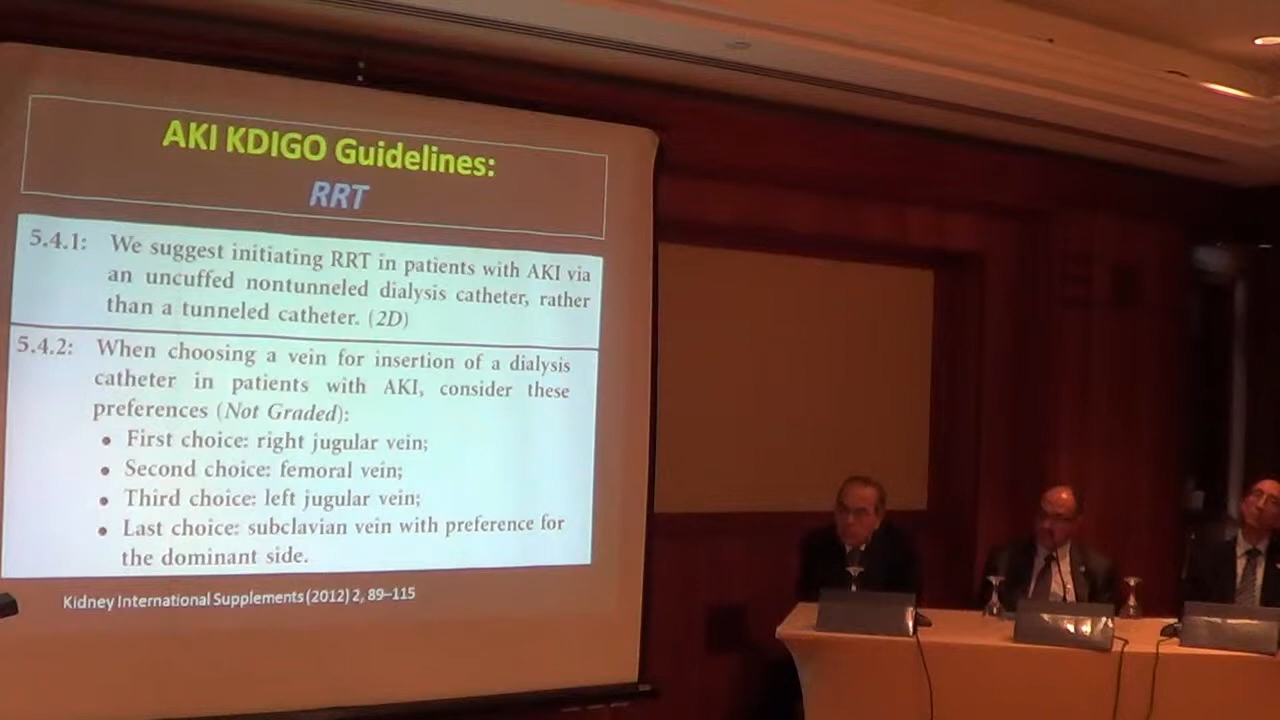 AKI KDIGO Guidelines:
RRT
5.4.1: We suggest initiating RRT in patients with AKI via
an uncuffed nontunneled dialysis catheter, rather
than a tunneled catheter. (2D)
5.4.2: When choosing a vein for insertion of a dialysis
catheter in patients with AKI, consider these
preferences (Not Graded):
• First choice: right jugular vein;
• Second choice: femoral vein;
• Third choice: left jugular vein;
• Last choice: subclavian vein with preference for
the dominant side.
Kidney International Supplements (2012) 2, 89–115